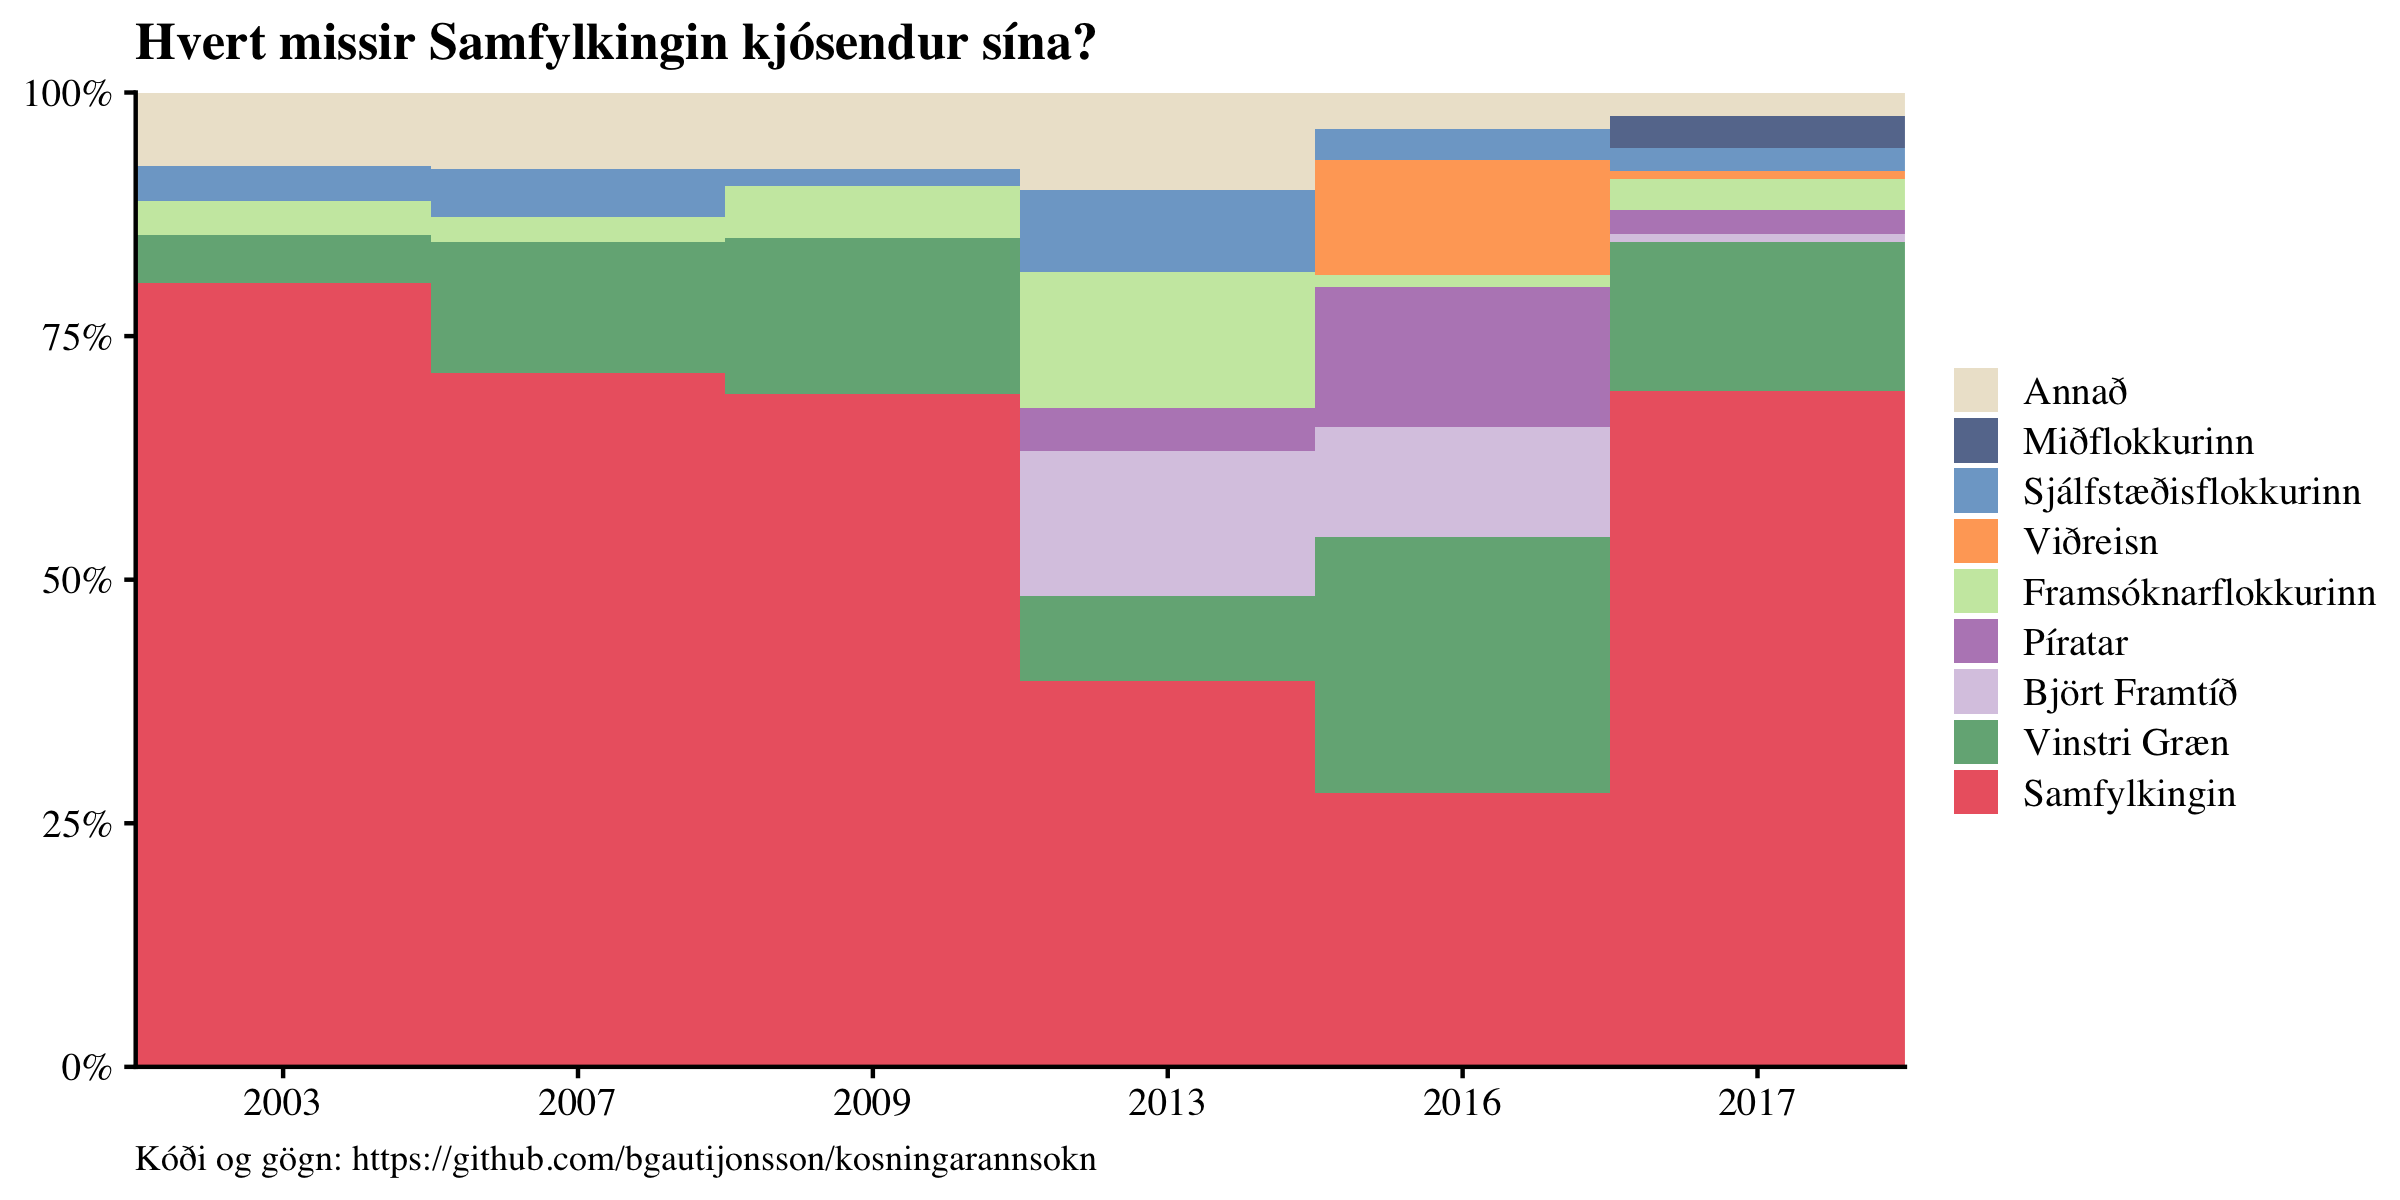 Hvert missir Samfylkingin kjósendur sína?
100%
75%
50%
25%
0%
2003 2007 2009 2013 2016 2017
Annað
Miðflokkurinn
Sjálfstæðisflokkurinn
Viðreisn
Framsóknarflokkurinn
Píratar
Björt Framtíð
Vinstri Græn
Samfylkingin
Kóði og gögn: https://github.com/bgautijonsson/kosningarannsokn